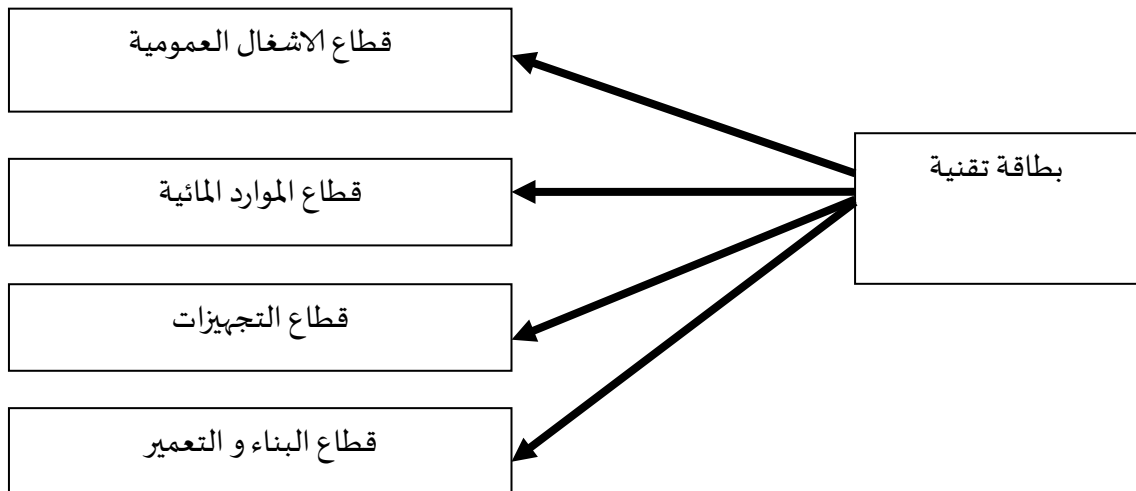 قطاع الاشغال العمومية
بطاقة تقنية
قطاع الموارد المائية
قطاع التجهيزات
قطاع البناء و التعمير